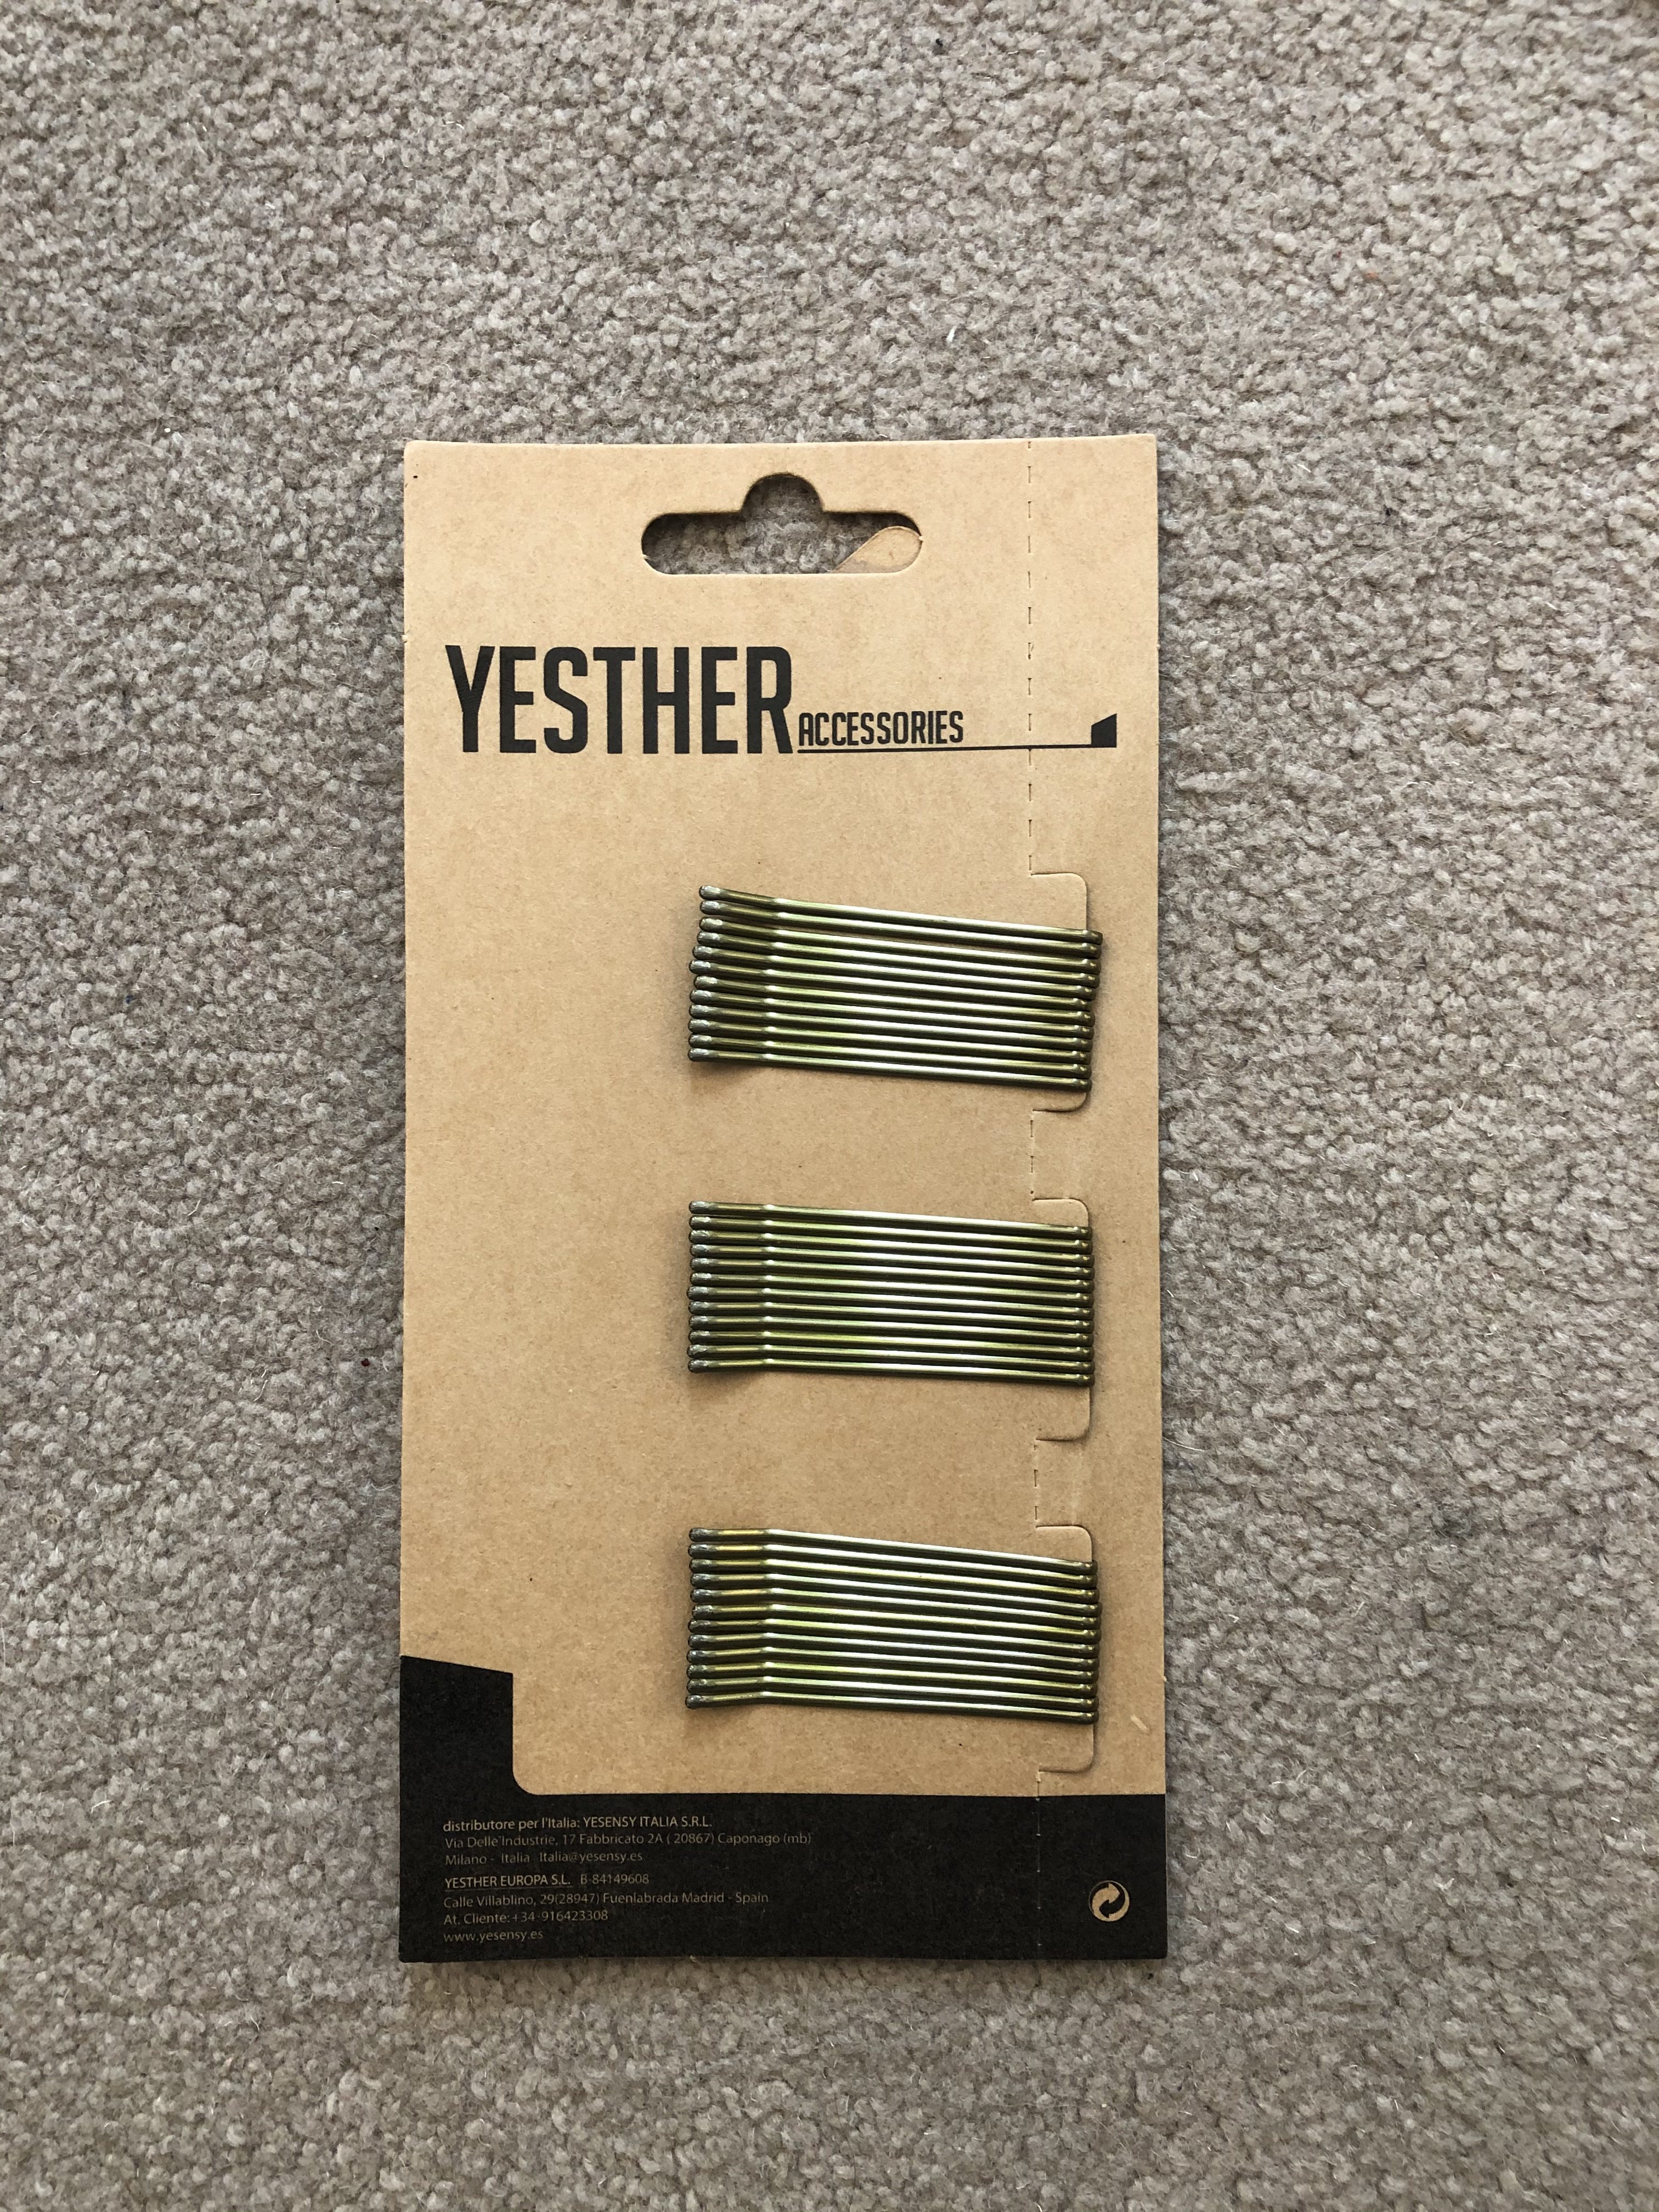 YESTHER ACCESSORIES
distributore per l'Italia: YESENSY ITALIA S.R.L.
Via Delle Industrie, 17 Fabbricato 2A ( 20867) Caponago (mb)
Milano - Italia Italia@yesensy.es
YESTHER EUROPA S.L. B-84149608
Calle Villablino, 29(28947) Fuenlabrada Madrid - Spain
At. Cliente: +34-916423308
www.yesensy.es